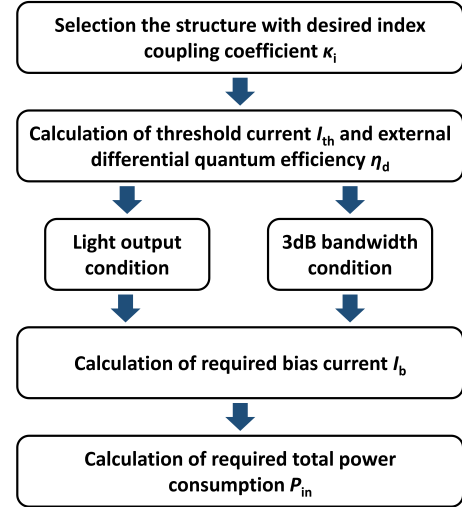 Selection the structure with desired index
coupling coefficient κi
Calculation of threshold current Ith and external
differential quantum efficiency ηd
Light output
condition
3dB bandwidth
condition
Calculation of required bias current Ib
Calculation of required total power
consumption Pin